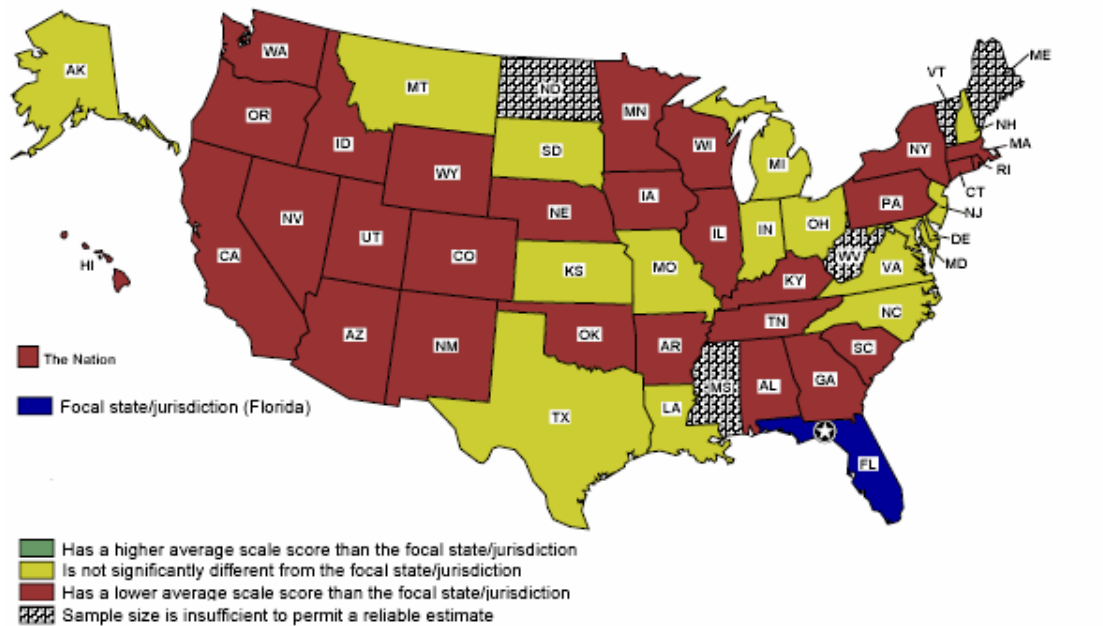 AK
WA
OR
CA
NV
ID
MT
WY
UT
CO
AZ
NM
ND
SD
NE
KS
OK
TX
MN
IA
MO
AR
LA
WI
IL
MS
MI
IN
OH
KY
TN
AL
GA
FL
SC
NC
VA
WV
PA
NY
VT
ME
NH
MA
RI
CT
NJ
DE
MD
HI
The Nation
Focal state/jurisdiction (Florida)
Has a higher average scale score than the focal state/jurisdiction
Is not significantly different from the focal state/jurisdiction
Has a lower average scale score than the focal state/jurisdiction
Sample size is insufficient to permit a reliable estimate